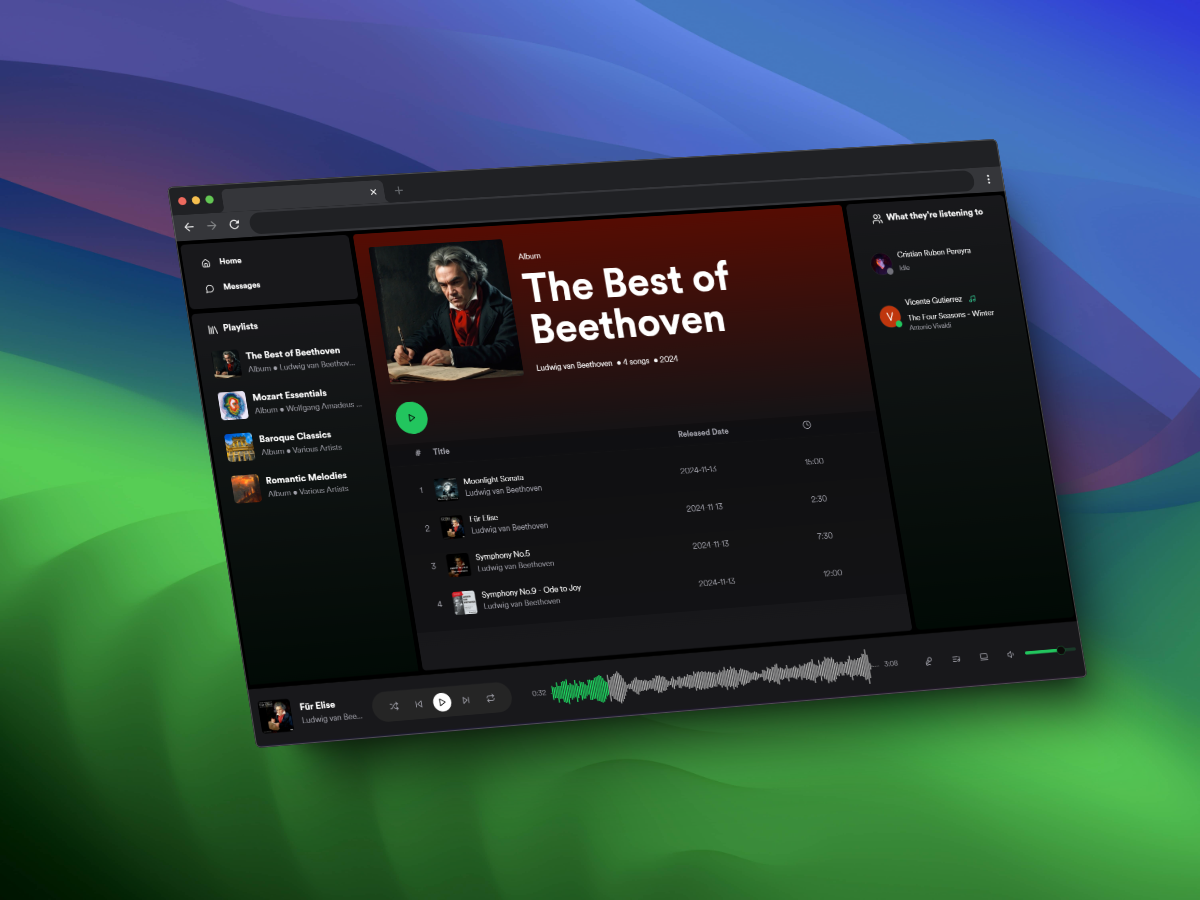 Home
Messages
Playlists
The Best of Beethoven
Album ● Ludwig van Beethov...
Mozart Essentials
Album ● Wolfgang Amadeus ...
Baroque Classics
Album ● Various Artists
Romantic Melodies
Album ● Various Artists
Album
The Best of
Beethoven
Ludwig van Beethoven ● 4 songs ● 2024
# Title Released Date
1 Moonlight Sonata 2024-11-13 15:00
Ludwig van Beethoven
2 Für Elise 2024-11-13 2:30
Ludwig van Beethoven
3 Symphony No.5 2024-11-13 7:30
Ludwig van Beethoven
4 Symphony No.9 - Ode to Joy 2024-11-13 12:00
Ludwig van Beethoven
What they're listening to
Cristian Ruben Pereyra
Idle
V
Vicente Gutierrez
The Four Seasons - Winter
Antonio Vivaldi
Für Elise
Ludwig van Bee...
0:32
3:08